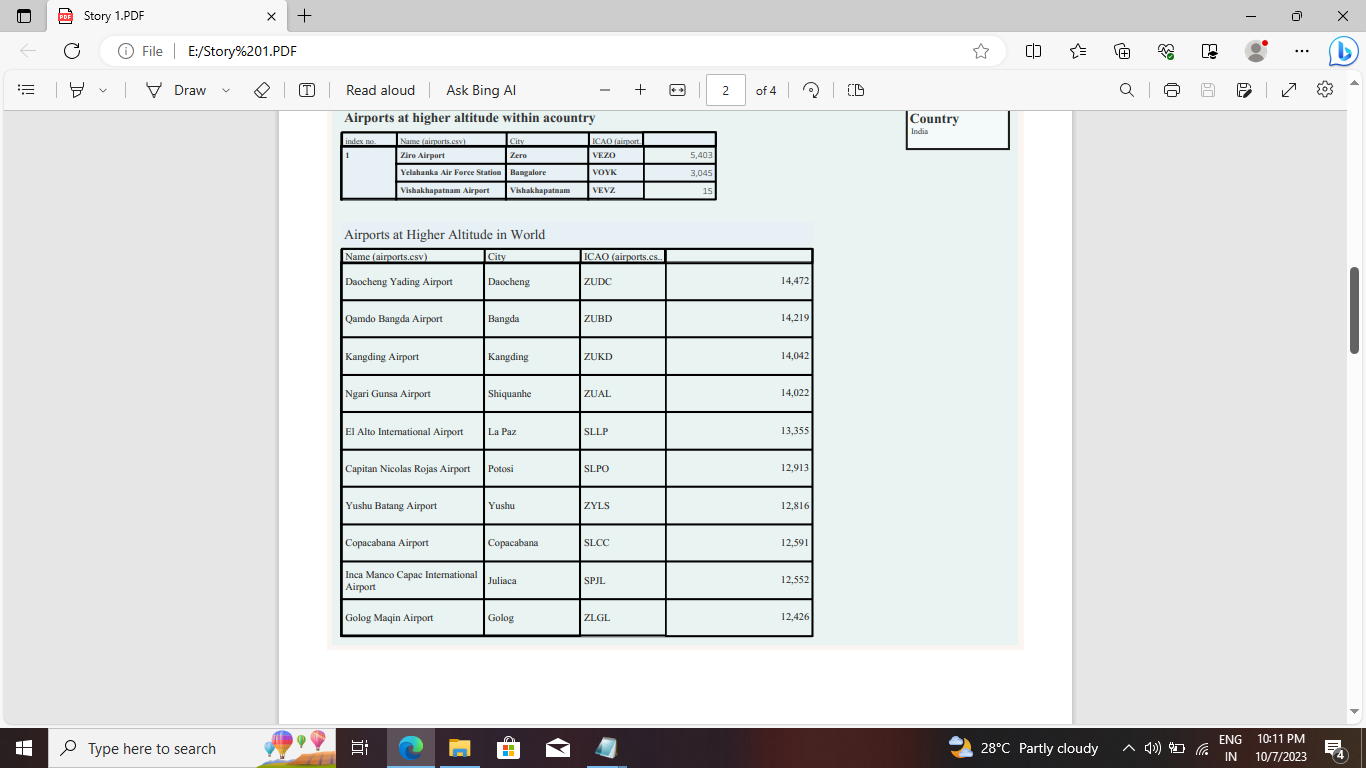 Story 1.PDF
File
E:/Story%201.PDF
Draw
Read aloud
Ask Bing AI
2 of 4
Airports at higher altitude within acountry
index no. Name (airports.csv) City ICAO (airport..
1 Ziro Airport Zero VEZO 5,403
Yelahanka Air Force Station Bangalore VOYK 3,045
Vishakhapatnam Airport Vishakhapatnam VEVZ 15
Country
India
Airports at Higher Altitude in World
Name (airports.csv) City ICAO (airports.cs..
Daocheng Yading Airport Daocheng ZUDC 14,472
Qamdo Bangda Airport Bangda ZUBD 14,219
Kangding Airport Kangding ZUKD 14,042
Ngari Gunsa Airport Shiquanhe ZUAL 14,022
El Alto International Airport La Paz SLLP 13,355
Capitan Nicolas Rojas Airport Potosi SLPO 12,913
Yushu Batang Airport Yushu ZYLS 12,816
Copacabana Airport Copacabana SLCC 12,591
Inca Manco Capac International
Airport Juliaca SPJL 12,552
Golog Maqin Airport Golog ZLGL 12,426
Type here to search
28°C Partly cloudy
ENG
IN
10:11 PM
10/7/2023
4